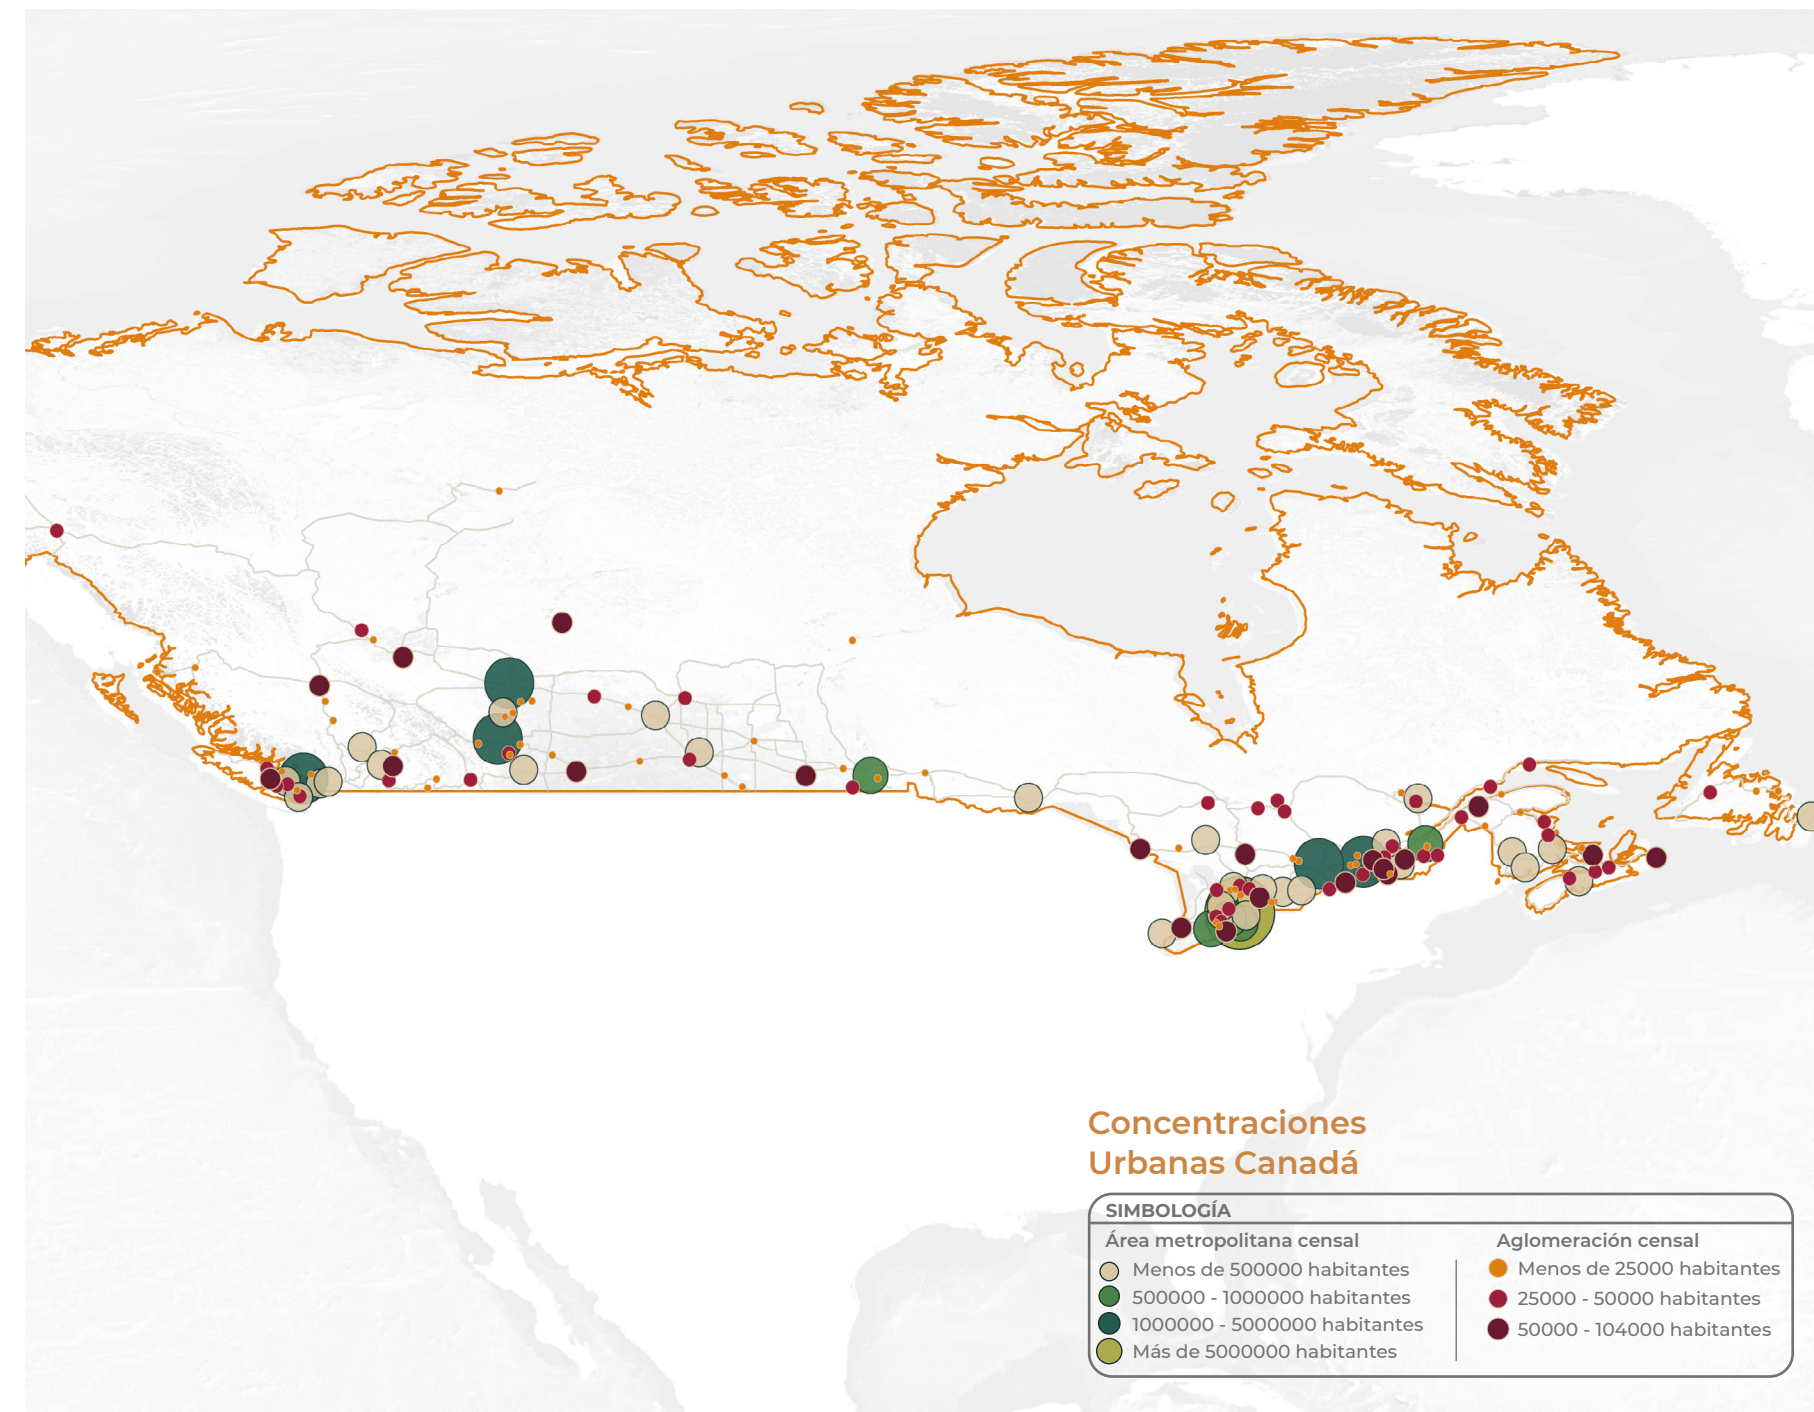 Concentraciones
Urbanas Canadá
SIMBOLOGÍA
Área metropolitana censal
Menos de 500000 habitantes
500000 - 1000000 habitantes
1000000 - 5000000 habitantes
Más de 5000000 habitantes
Aglomeración censal
Menos de 25000 habitantes
25000 - 50000 habitantes
50000 - 104000 habitantes